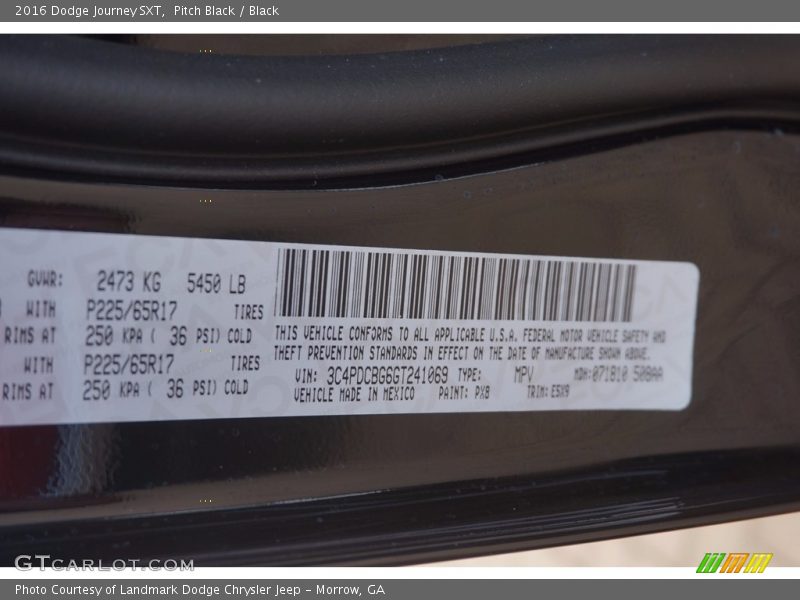 2016 Dodge Journey SXT, Pitch Black / Black
GVWR: 2473 KG 5450 LB
WITH P225/65R17 TIRES
RIMS AT 250 KPA ( 36 PSI) COLD
WITH P225/65R17 TIRES
RIMS AT 250 KPA ( 36 PSI) COLD
THIS VEHICLE CONFORMS TO ALL APPLICABLE U.S.A. FEDERAL MOTOR VEHICLE SAFETY AND
THEFT PREVENTION STANDARDS IN EFFECT ON THE DATE OF MANUFACTURE SHOWN ABOVE.
VIN: 3C4PDCBG6GT241069 TYPE: MPV MDH:071810 508AA
VEHICLE MADE IN MEXICO PAINT: PX8 TRIM: ESX9
GTCARLOT.COM
Photo Courtesy of Landmark Dodge Chrysler Jeep - Morrow, GA